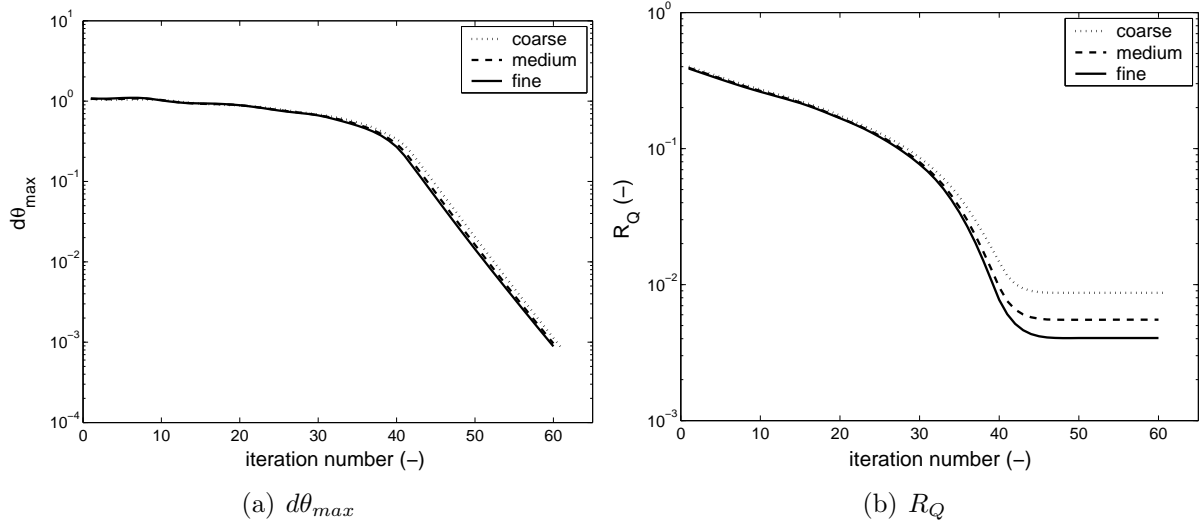 10^1
10^0
10^-1
10^-2
10^-3
10^-4
dθ_max
0 10 20 30 40 50 60
iteration number (−)
coarse
medium
fine
(a) dθ_max
10^0
10^-1
10^-2
10^-3
R_Q (−)
0 10 20 30 40 50 60
iteration number (−)
coarse
medium
fine
(b) R_Q